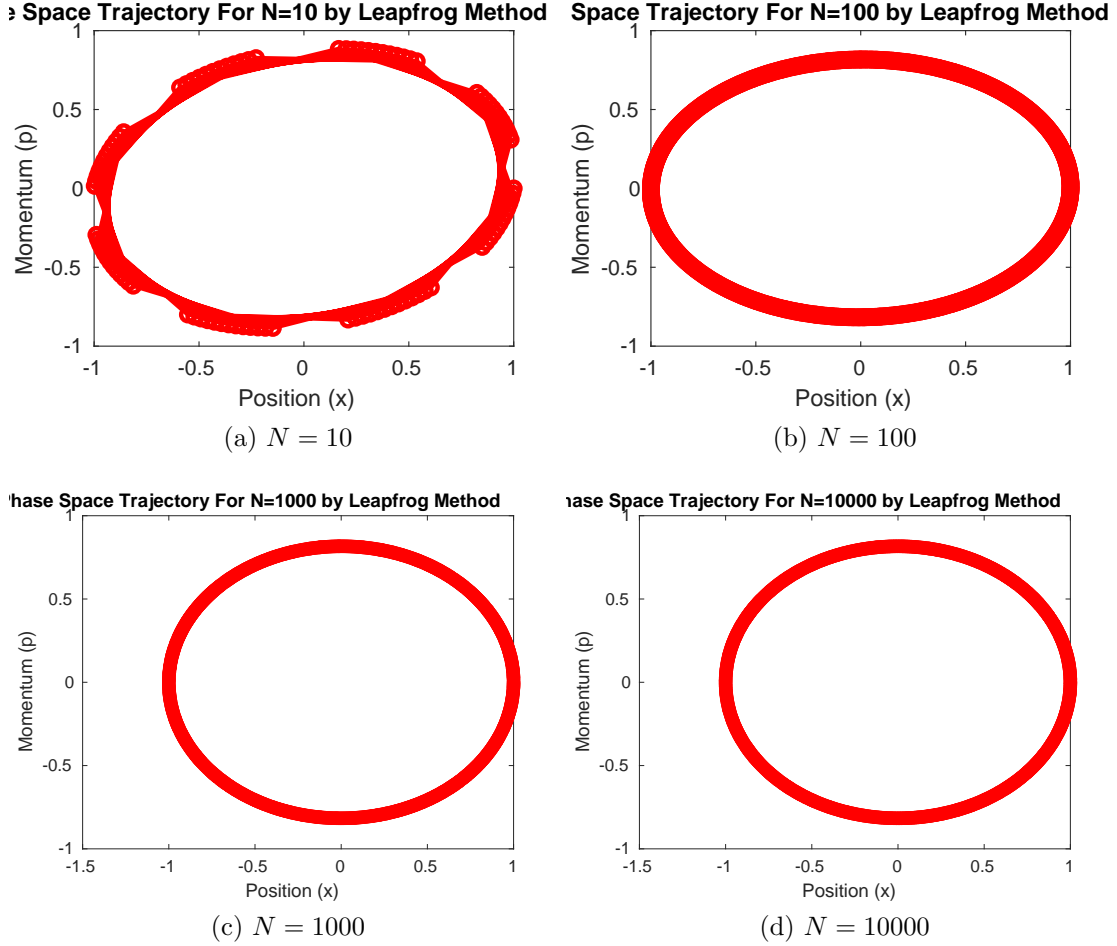 e Space Trajectory For N=10 by Leapfrog Method
1
0.5
0
-0.5
-1
Momentum (p)
-1
-0.5
0
0.5
1
Position (x)
(a) N = 10
Space Trajectory For N=100 by Leapfrog Method
1
0.5
0
-0.5
-1
Momentum (p)
-1
-0.5
0
0.5
1
Position (x)
(b) N = 100
Phase Space Trajectory For N=1000 by Leapfrog Method
1
0.5
0
-0.5
-1
Momentum (p)
-1.5
-1
-0.5
0
0.5
1
Position (x)
(c) N = 1000
hase Space Trajectory For N=10000 by Leapfrog Method
1
0.5
0
-0.5
-1
Momentum (p)
-1.5
-1
-0.5
0
0.5
1
Position (x)
(d) N = 10000